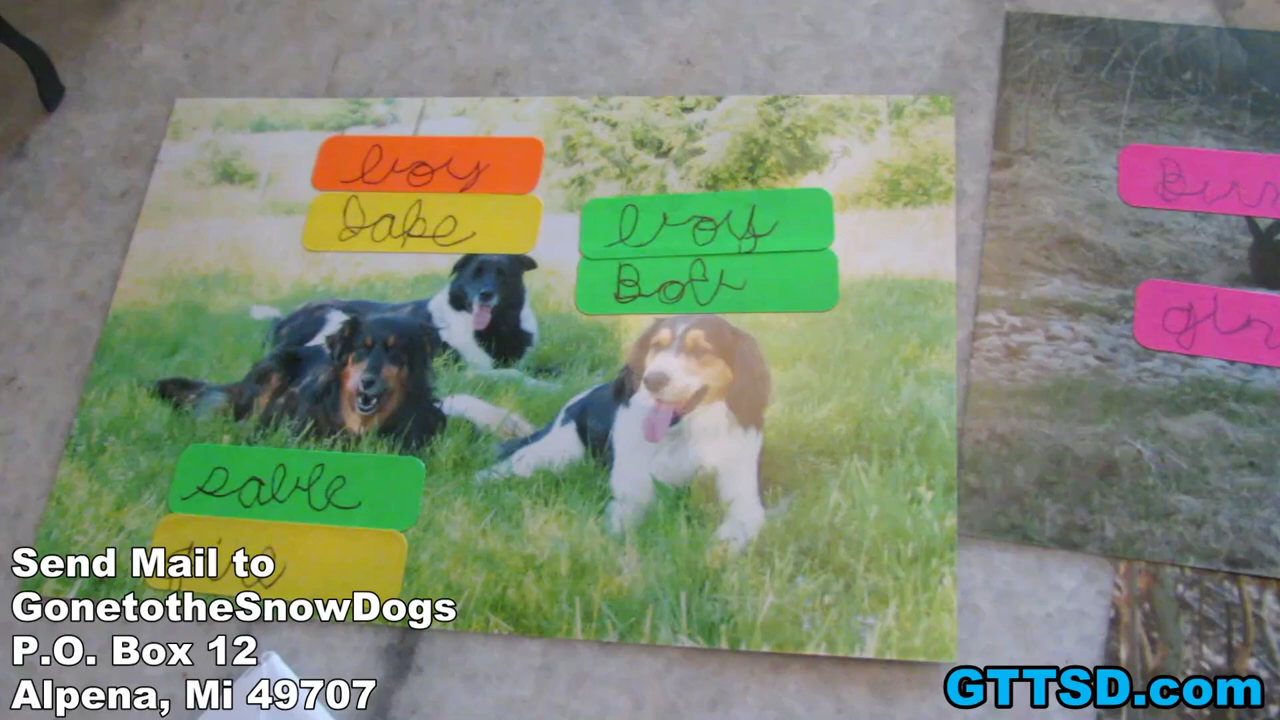 boy
Jake
boy
Bob
sable
Send Mail to
GonetotheSnowDogs
P.O. Box 12
Alpena, Mi 49707
GTTSD.com